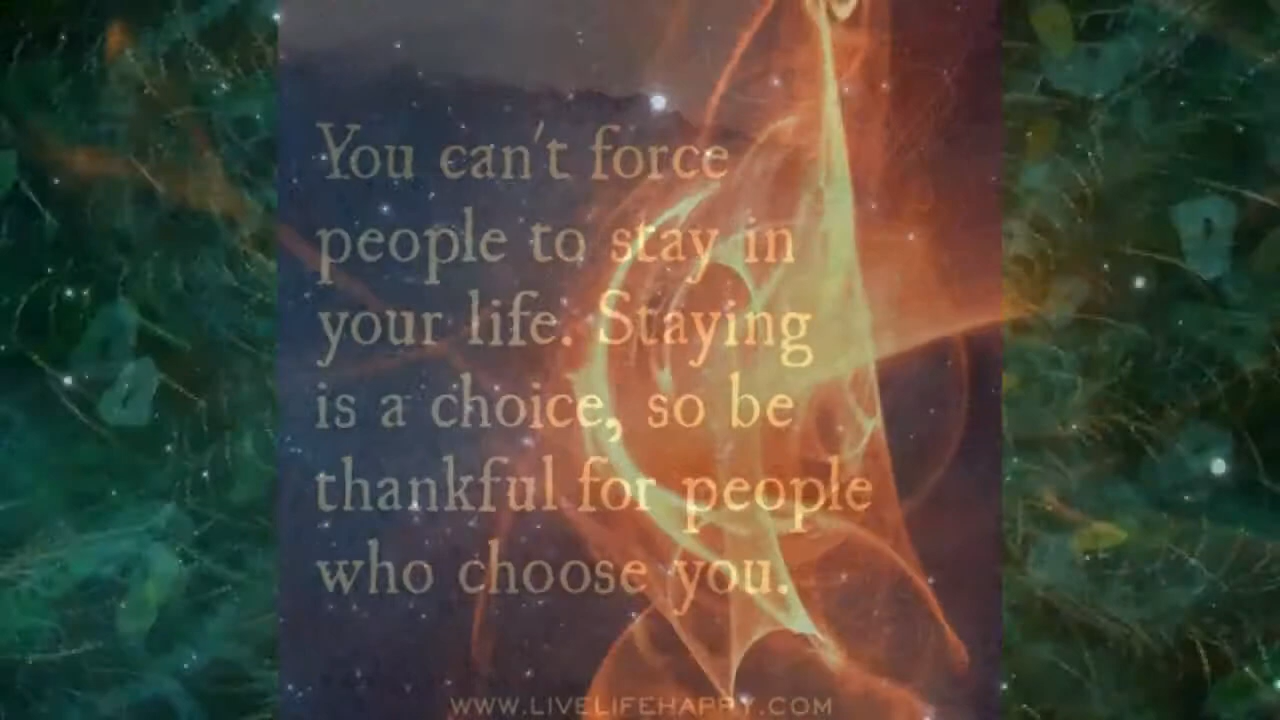 You can't force
people to stay in
your life. Staying
is a choice, so be
thankful for people
who choose you.
WWW.LIVELIFEHAPPY.COM